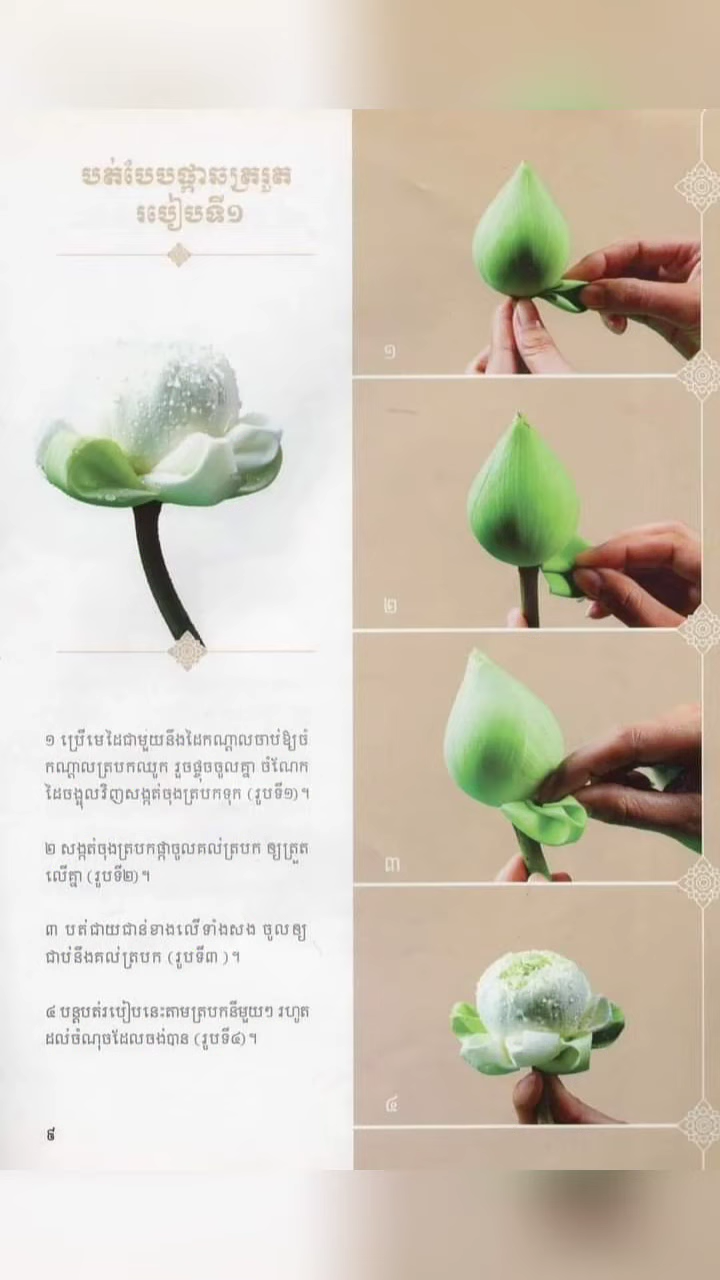 បត់បែបផ្កាឆត្ររួត
របៀបទី១
១ ប្រើមេដៃជាមួយនឹងដៃកណ្ដាលចាប់ឱ្យចំ
កណ្ដាលត្របកឈូក រួចផ្ដុចចូលគ្នា ចំណែក
ដៃចង្អុលវិញសង្កត់ចុងត្របកទុក (រូបទី១)។
២ សង្កត់ចុងត្របកផ្កាចូលគល់ត្របក ឲ្យត្រួត
លើគ្នា (រូបទី២)។
៣ បត់ជាយជាន់ខាងលើទាំងសង ចូលឲ្យ
ជាប់នឹងគល់ត្របក (រូបទី៣ )។
៤ បន្តបត់របៀបនេះតាមត្របកនីមួយៗ រហូត
ដល់ចំណុចដែលចង់បាន (រូបទី៤)។
១
២
៣
៤